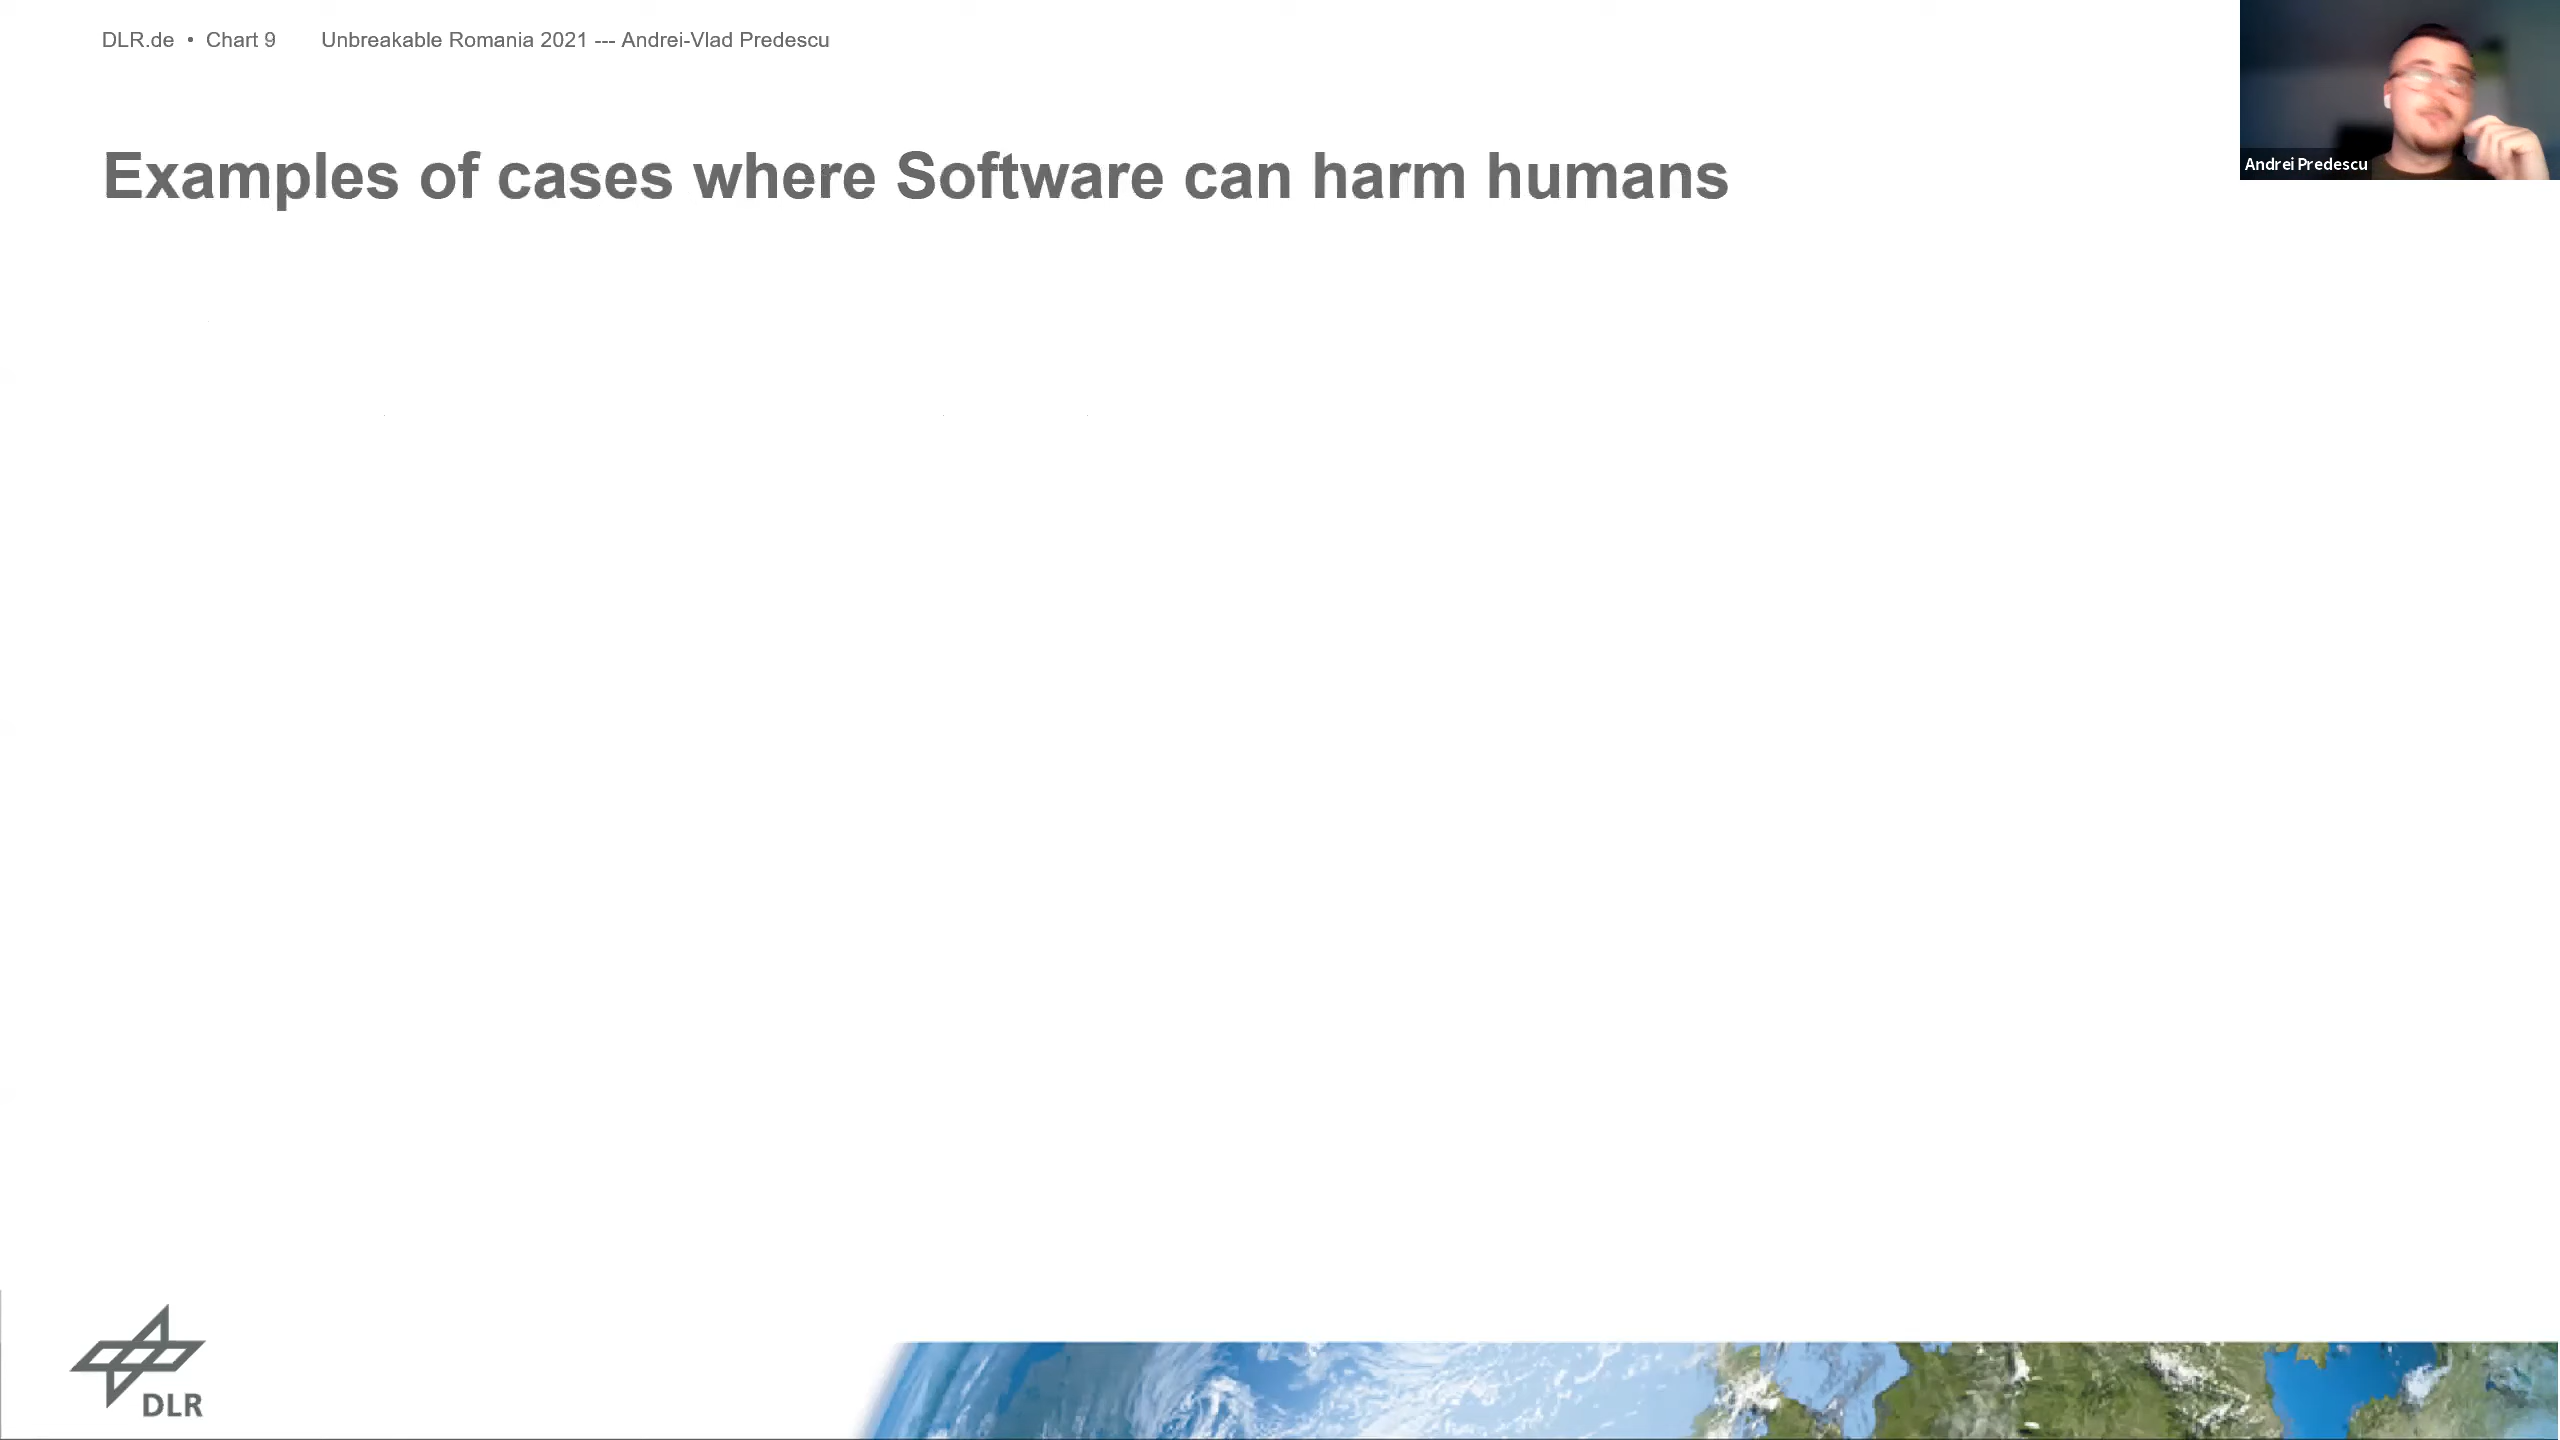 DLR.de • Chart 9 Unbreakable Romania 2021 --- Andrei-Vlad Predescu
Andrei Predescu
Examples of cases where Software can harm humans
DLR